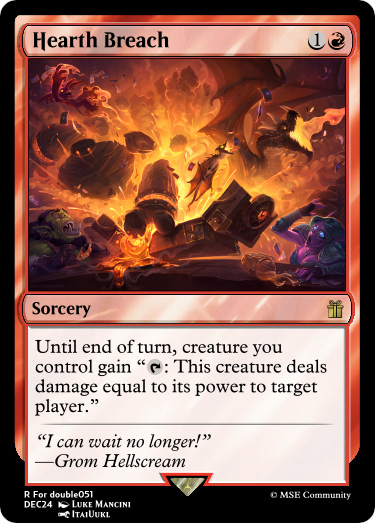 Hearth Breach 1
Sorcery
Until end of turn, creature you
control gain “: This creature deals
damage equal to its power to target
player.”
“I can wait no longer!”
—Grom Hellscream
R For double051
DEC24 Luke Mancini
ItaiUukl
© MSE Community